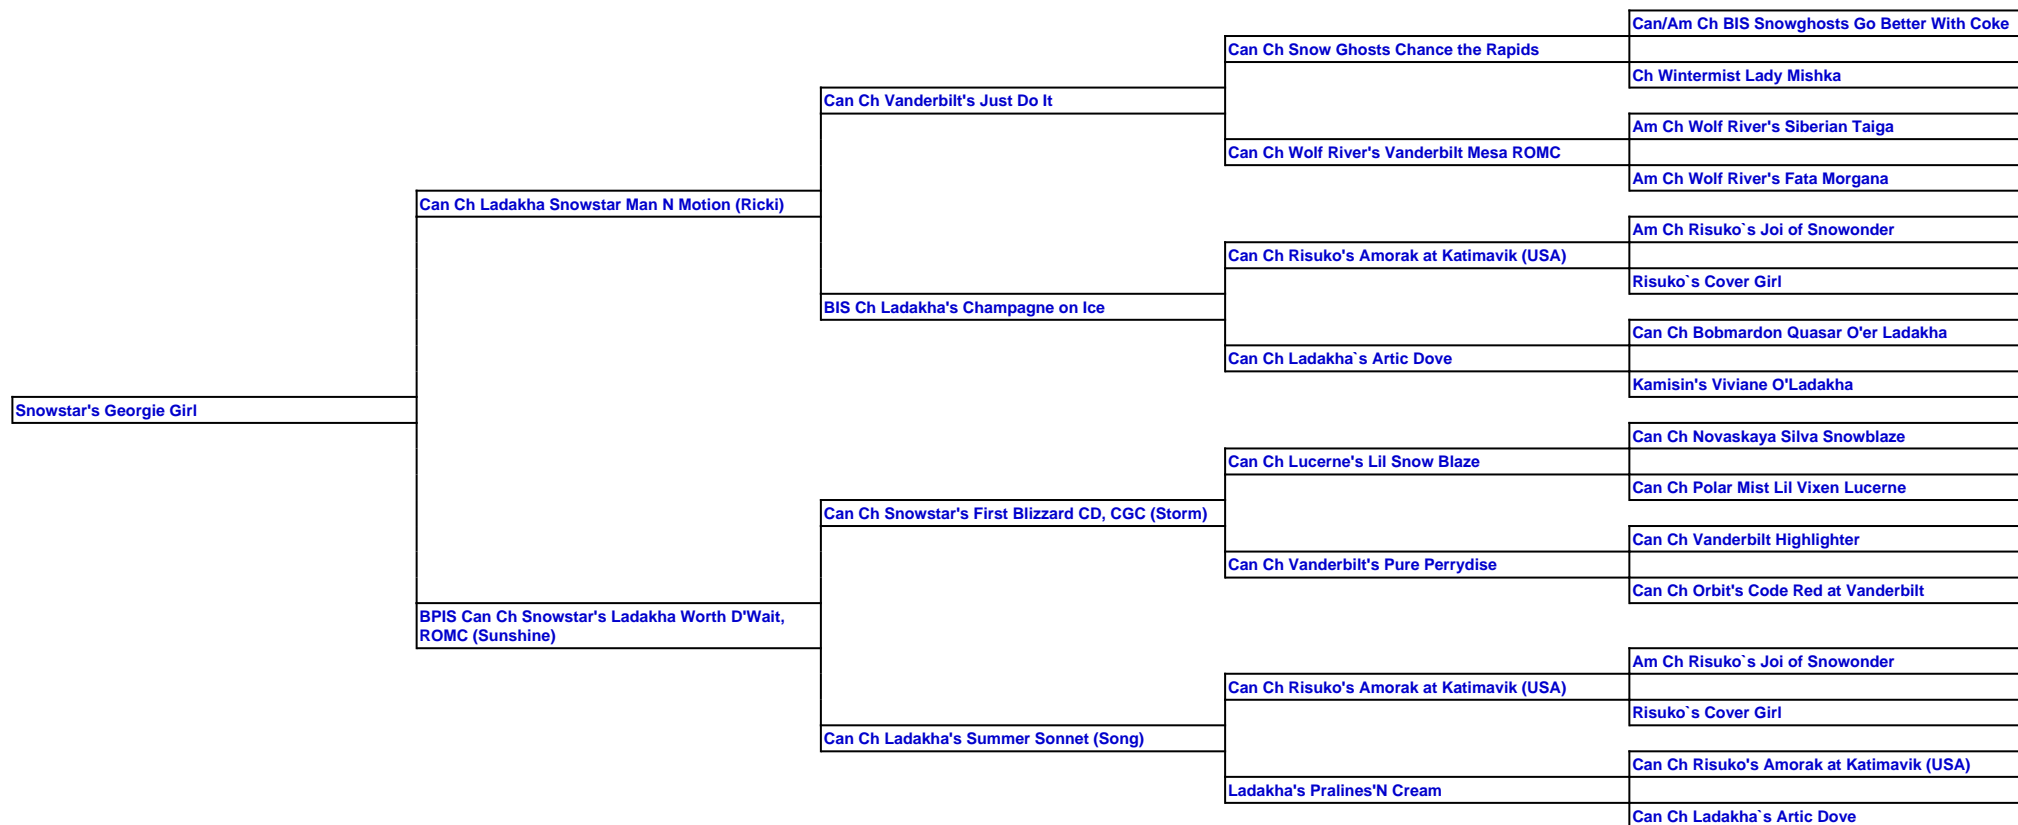 Can/Am Ch BIS Snowghosts Go Better With Coke
Can Ch Snow Ghosts Chance the Rapids
Ch Wintermist Lady Mishka
Can Ch Vanderbilt's Just Do It
Am Ch Wolf River's Siberian Taiga
Can Ch Wolf River's Vanderbilt Mesa ROMC
Am Ch Wolf River's Fata Morgana
Can Ch Ladakha Snowstar Man N Motion (Ricki)
Am Ch Risuko`s Joi of Snowonder
Can Ch Risuko's Amorak at Katimavik (USA)
Risuko`s Cover Girl
BIS Ch Ladakha's Champagne on Ice
Can Ch Bobmardon Quasar O'er Ladakha
Can Ch Ladakha`s Artic Dove
Kamisin's Viviane O'Ladakha
Snowstar's Georgie Girl
Can Ch Novaskaya Silva Snowblaze
Can Ch Lucerne's Lil Snow Blaze
Can Ch Polar Mist Lil Vixen Lucerne
Can Ch Snowstar's First Blizzard CD, CGC (Storm)
Can Ch Vanderbilt Highlighter
Can Ch Vanderbilt's Pure Perrydise
Can Ch Orbit's Code Red at Vanderbilt
BPIS Can Ch Snowstar's Ladakha Worth D'Wait,
ROMC (Sunshine)
Am Ch Risuko`s Joi of Snowonder
Can Ch Risuko's Amorak at Katimavik (USA)
Risuko`s Cover Girl
Can Ch Ladakha's Summer Sonnet (Song)
Can Ch Risuko's Amorak at Katimavik (USA)
Ladakha's Pralines'N Cream
Can Ch Ladakha`s Artic Dove